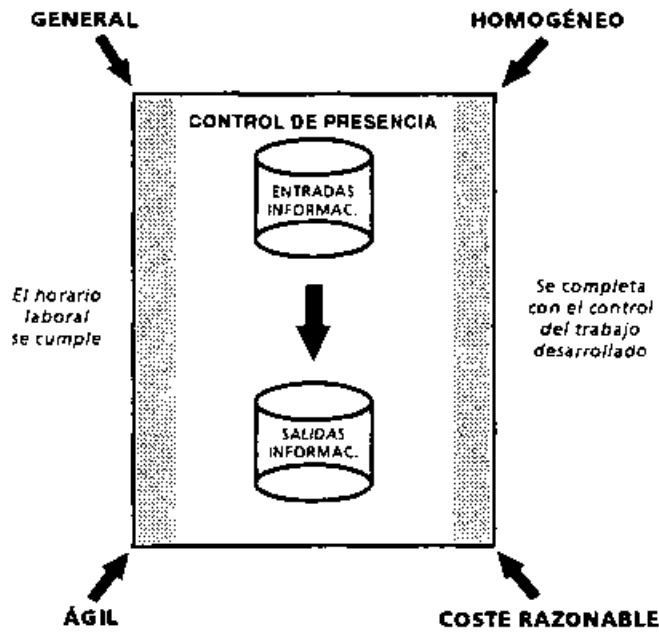 GENERAL
HOMOGÉNEO
CONTROL DE PRESENCIA
ENTRADAS
INFORMAC.
El horario
laboral
se cumple
Se completa
con el control
del trabajo
desarrollado
SALIDAS
INFORMAC.
ÁGIL
COSTE RAZONABLE